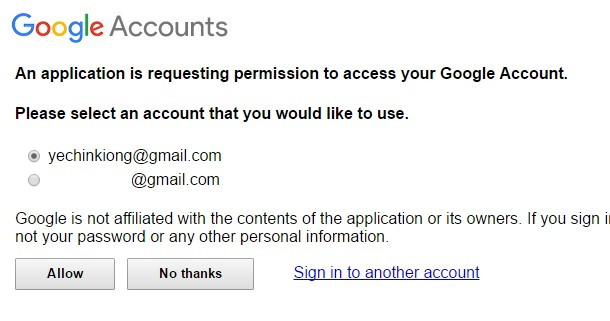 Google Accounts
An application is requesting permission to access your Google Account.
Please select an account that you would like to use.
yechinkiong@gmail.com
@gmail.com
Google is not affiliated with the contents of the application or its owners. If you sign i
not your password or any other personal information.
Allow No thanks Sign in to another account